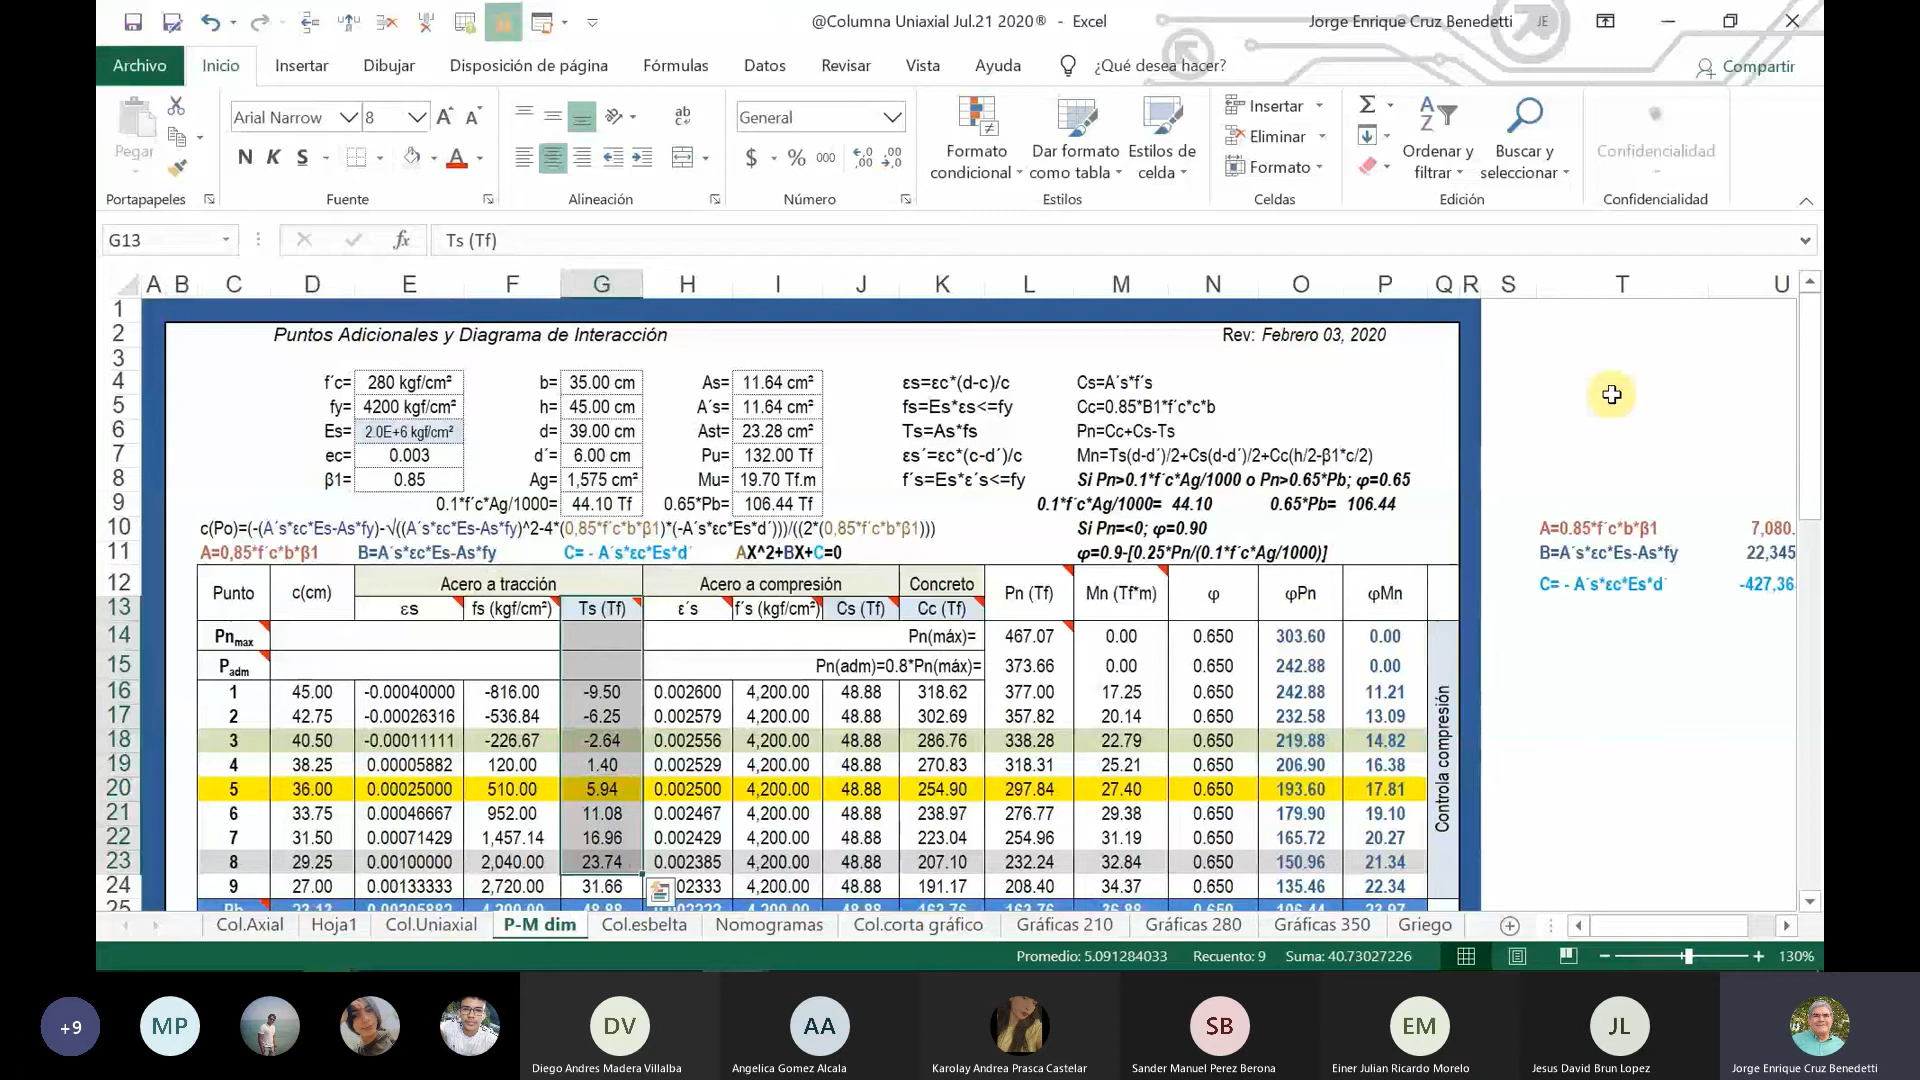 @Columna Uniaxial Jul.21 2020® - Excel
Jorge Enrique Cruz Benedetti JE
Archivo Inicio Insertar Dibujar Disposición de página Fórmulas Datos Revisar Vista Ayuda ¿Qué desea hacer? Compartir
Pegar
Arial Narrow 8
N K S
ab
General
$ % 000
Formato condicional
Dar formato como tabla
Estilos de celda
Insertar
Eliminar
Formato
Ordenar y filtrar
Buscar y seleccionar
Confidencialidad
Portapapeles Fuente Alineación Número Estilos Celdas Edición Confidencialidad
G13 fx Ts (Tf)
A B C D E F G H I J K L M N O P Q R S T U
1
2 Puntos Adicionales y Diagrama de Interacción Rev: Febrero 03, 2020
3
4 f´c= 280 kgf/cm² b= 35.00 cm As= 11.64 cm² εs=εc*(d-c)/c Cs=A´s*f´s
5 fy= 4200 kgf/cm² h= 45.00 cm A´s= 11.64 cm² fs=Es*εs<=fy Cc=0.85*B1*f´c*c*b
6 Es= 2.0E+6 kgf/cm² d= 39.00 cm Ast= 23.28 cm² Ts=As*fs Pn=Cc+Cs-Ts
7 ec= 0.003 d´= 6.00 cm Pu= 132.00 Tf εs´=εc*(c-d´)/c Mn=Ts(d-d´)/2+Cs(d-d´)/2+Cc(h/2-β1*c/2)
8 β1= 0.85 Ag= 1,575 cm² Mu= 19.70 Tf.m f´s=Es*ε´s<=fy Si Pn>0.1*f´c*Ag/1000 o Pn>0.65*Pb; φ=0.65
9 0.1*f´c*Ag/1000= 44.10 Tf 0.65*Pb= 106.44 Tf 0.1*f´c*Ag/1000= 44.10 0.65*Pb= 106.44
10 c(Po)=(-(A´s*εc*Es-As*fy)-√((A´s*εc*Es-As*fy)^2-4*(0,85*f´c*b*β1)*(-A´s*εc*Es*d´)))/((2*(0,85*f´c*b*β1))) Si Pn=<0; φ=0.90 A=0.85*f´c*b*β1 7,080.
11 A=0,85*f´c*b*β1 B=A´s*εc*Es-As*fy C= - A´s*εc*Es*d´ AX^2+BX+C=0 φ=0.9-[0.25*Pn/(0.1*f´c*Ag/1000)] B=A´s*εc*Es-As*fy 22,345
12 Punto c(cm) Acero a tracción Acero a compresión Concreto Pn (Tf) Mn (Tf*m) φ φPn φMn C= - A´s*εc*Es*d´ -427,36
13 εs fs (kgf/cm²) Ts (Tf) ε´s f´s (kgf/cm²) Cs (Tf) Cc (Tf)
14 Pnmax Pn(máx)= 467.07 0.00 0.650 303.60 0.00
15 Padm Pn(adm)=0.8*Pn(máx)= 373.66 0.00 0.650 242.88 0.00
16 1 45.00 -0.00040000 -816.00 -9.50 0.002600 4,200.00 48.88 318.62 377.00 17.25 0.650 242.88 11.21
17 2 42.75 -0.00026316 -536.84 -6.25 0.002579 4,200.00 48.88 302.69 357.82 20.14 0.650 232.58 13.09
18 3 40.50 -0.00011111 -226.67 -2.64 0.002556 4,200.00 48.88 286.76 338.28 22.79 0.650 219.88 14.82
19 4 38.25 0.00005882 120.00 1.40 0.002529 4,200.00 48.88 270.83 318.31 25.21 0.650 206.90 16.38
20 5 36.00 0.00025000 510.00 5.94 0.002500 4,200.00 48.88 254.90 297.84 27.40 0.650 193.60 17.81
21 6 33.75 0.00046667 952.00 11.08 0.002467 4,200.00 48.88 238.97 276.77 29.38 0.650 179.90 19.10
22 7 31.50 0.00071429 1,457.14 16.96 0.002429 4,200.00 48.88 223.04 254.96 31.19 0.650 165.72 20.27
23 8 29.25 0.00100000 2,040.00 23.74 0.002385 4,200.00 48.88 207.10 232.24 32.84 0.650 150.96 21.34
24 9 27.00 0.00133333 2,720.00 31.66 02333 4,200.00 48.88 191.17 208.40 34.37 0.650 135.46 22.34
25
Controla compresión
Col.Axial Hoja1 Col.Uniaxial P-M dim Col.esbelta Nomogramas Col.corta gráfico Gráficas 210 Gráficas 280 Gráficas 350 Griego
Promedio: 5.091284033 Recuento: 9 Suma: 40.73027226 130%
+9 MP DV AA SB EM JL
Diego Andres Madera Villalba
Angelica Gomez Alcala
Karolay Andrea Prasca Castelar
Sander Manuel Perez Berona
Einer Julian Ricardo Morelo
Jesus David Brun Lopez
Jorge Enrique Cruz Benedetti